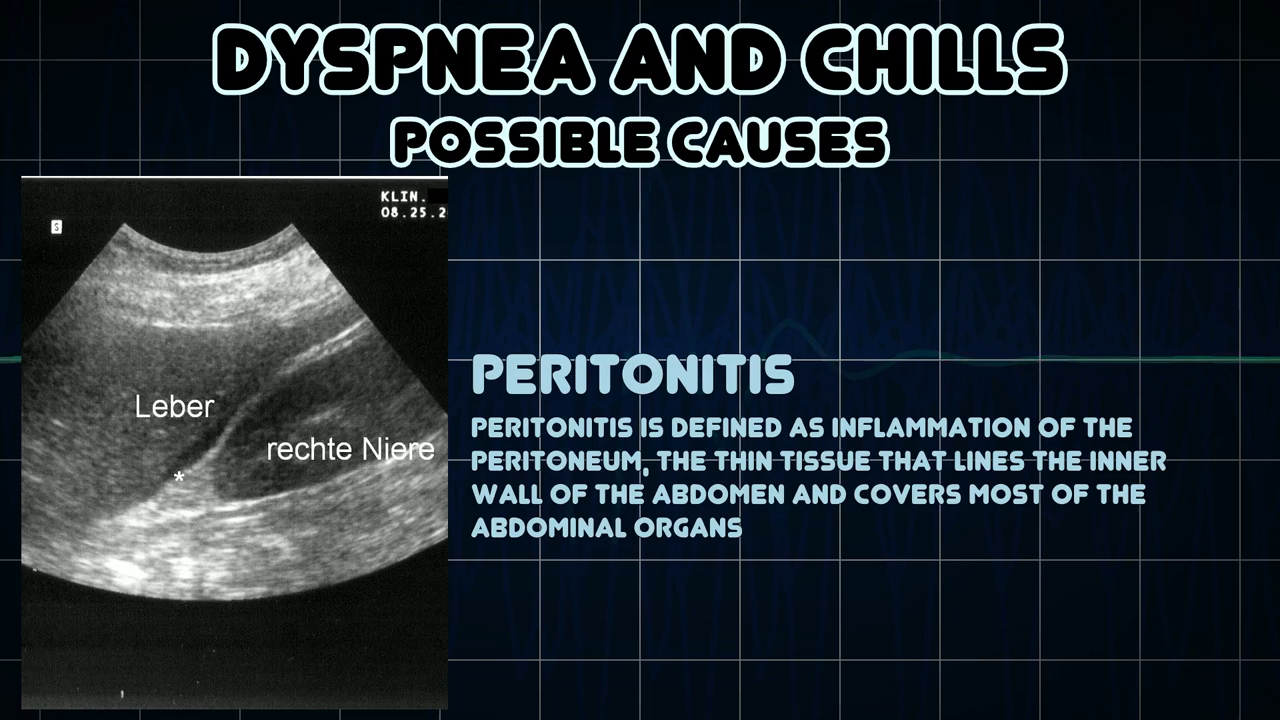 DYSPNEA AND CHILLS
POSSIBLE CAUSES
KLIN.
08.25.2
S
Leber
rechte Niere
*
PERITONITIS
PERITONITIS IS DEFINED AS INFLAMMATION OF THE
PERITONEUM, THE THIN TISSUE THAT LINES THE INNER
WALL OF THE ABDOMEN AND COVERS MOST OF THE
ABDOMINAL ORGANS